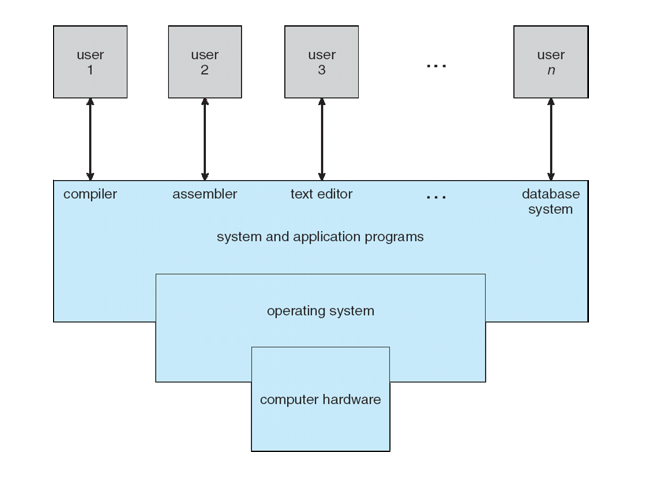 user
1
user
2
user
3
...
user
n
compiler
assembler
text editor
...
database
system
system and application programs
operating system
computer hardware